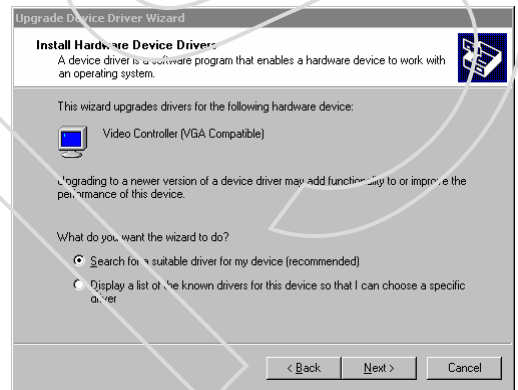 Upgrade Device Driver Wizard
Install Hardware Device Drivers
A device driver is a software program that enables a hardware device to work with
an operating system.
This wizard upgrades drivers for the following hardware device:
Video Controller (VGA Compatible)
Upgrading to a newer version of a device driver may add functionality to or improve the
performance of this device.
What do you want the wizard to do?
Search for a suitable driver for my device (recommended)
Display a list of the known drivers for this device so that I can choose a specific
driver
< Back Next > Cancel